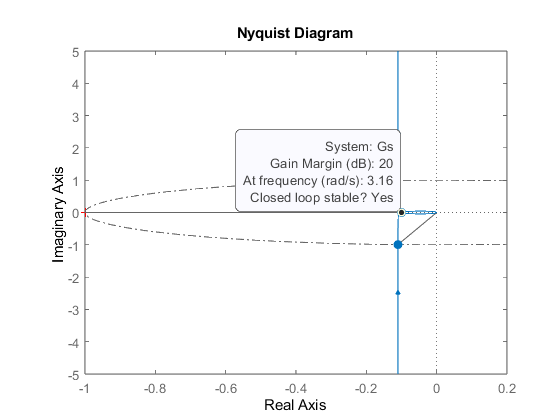 Nyquist Diagram
5
4
3
2
1
0
-1
-2
-3
-4
-5
Imaginary Axis
System: Gs
Gain Margin (dB): 20
At frequency (rad/s): 3.16
Closed loop stable? Yes
-1
-0.8
-0.6
-0.4
-0.2
0
0.2
Real Axis